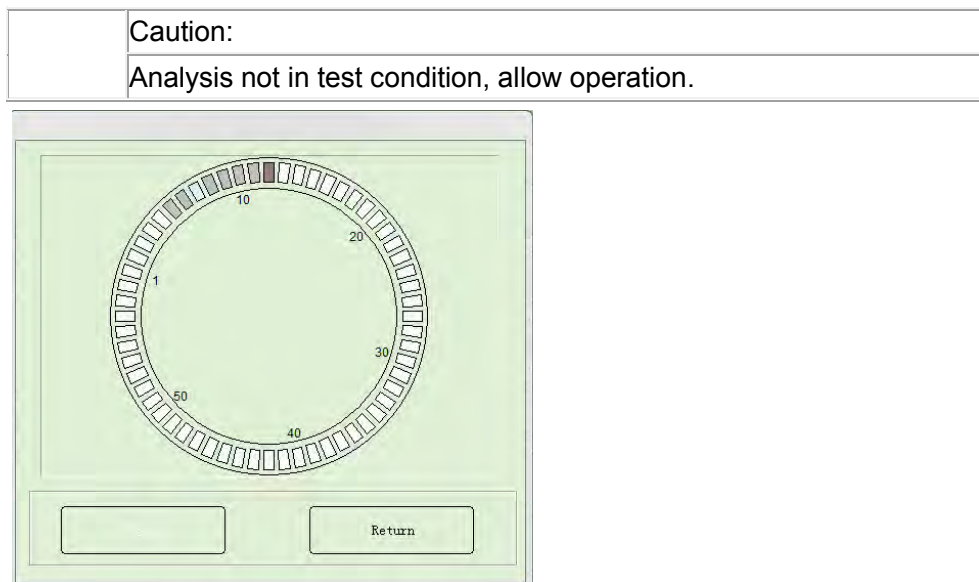 Caution:
Analysis not in test condition, allow operation.
10
20
1
30
50
40
Return